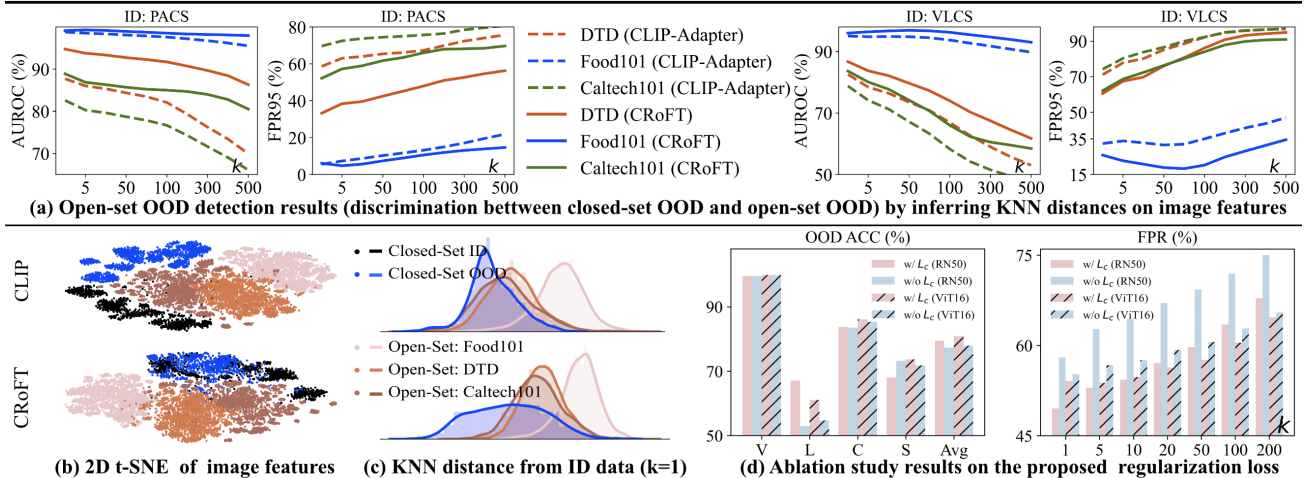 ID: PACS
AUROC (%)
90
80
70
5 50 100 300 500
k
ID: PACS
FPR95 (%)
80
60
40
20
0
5 50 100 300 500
k
DTD (CLIP-Adapter)
Food101 (CLIP-Adapter)
Caltech101 (CLIP-Adapter)
DTD (CRoFT)
Food101 (CRoFT)
Caltech101 (CRoFT)
ID: VLCS
AUROC (%)
90
70
50
5 50 100 300 500
k
ID: VLCS
FPR95 (%)
95
75
55
35
15
5 50 100 300 500
k
(a) Open-set OOD detection results (discrimination bettween closed-set OOD and open-set OOD) by inferring KNN distances on image features
CLIP
CRoFT
(b) 2D t-SNE of image features
Closed-Set ID
Closed-Set OOD
Open-Set: Food101
Open-Set: DTD
Open-Set: Caltech101
(c) KNN distance from ID data (k=1)
OOD ACC (%)
90
70
50
w/ Lc (RN50)
w/o Lc (RN50)
w/ Lc (ViT16)
w/o Lc (ViT16)
V L C S Avg
FPR (%)
75
60
45
w/ Lc (RN50)
w/o Lc (RN50)
w/ Lc (ViT16)
w/o Lc (ViT16)
1 5 10 20 50 100 200
k
(d) Ablation study results on the proposed regularization loss